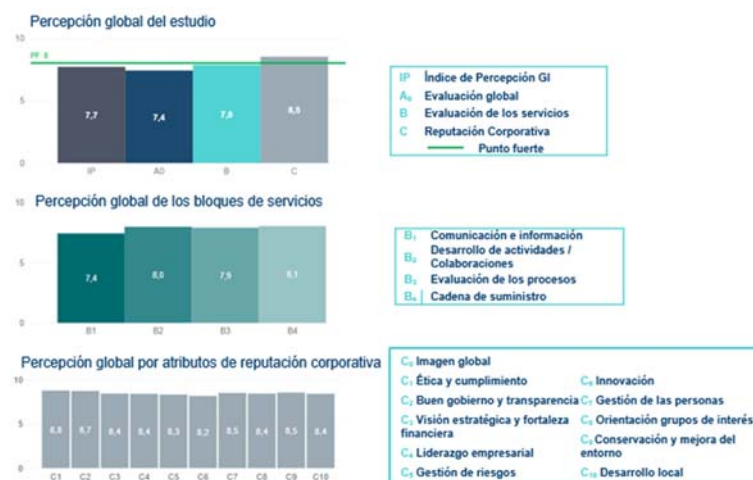 Percepción global del estudio
10
PF: 8
5
0
7,7
7,4
7,8
8,5
IP
A0
B
C
IP Índice de Percepción GI
A₀ Evaluación global
B Evaluación de los servicios
C Reputación Corporativa
Punto fuerte
Percepción global de los bloques de servicios
10
5
0
7,4
8,0
7,9
8,1
B1
B2
B3
B4
B₁ Comunicación e información
B₂ Desarrollo de actividades /
Colaboraciones
B₃ Evaluación de los procesos
B₄ Cadena de suministro
Percepción global por atributos de reputación corporativa
10
5
0
8,8
8,7
8,4
8,4
8,3
8,2
8,5
8,4
8,5
8,4
C1
C2
C3
C4
C5
C6
C7
C8
C9
C10
C₀ Imagen global
C₁ Ética y cumplimiento
C₂ Buen gobierno y transparencia
C₃ Visión estratégica y fortaleza
financiera
C₄ Liderazgo empresarial
C₅ Gestión de riesgos
C₆ Innovación
C₇ Gestión de las personas
C₈ Orientación grupos de interés
C₉ Conservación y mejora del
entorno
C₁₀ Desarrollo local